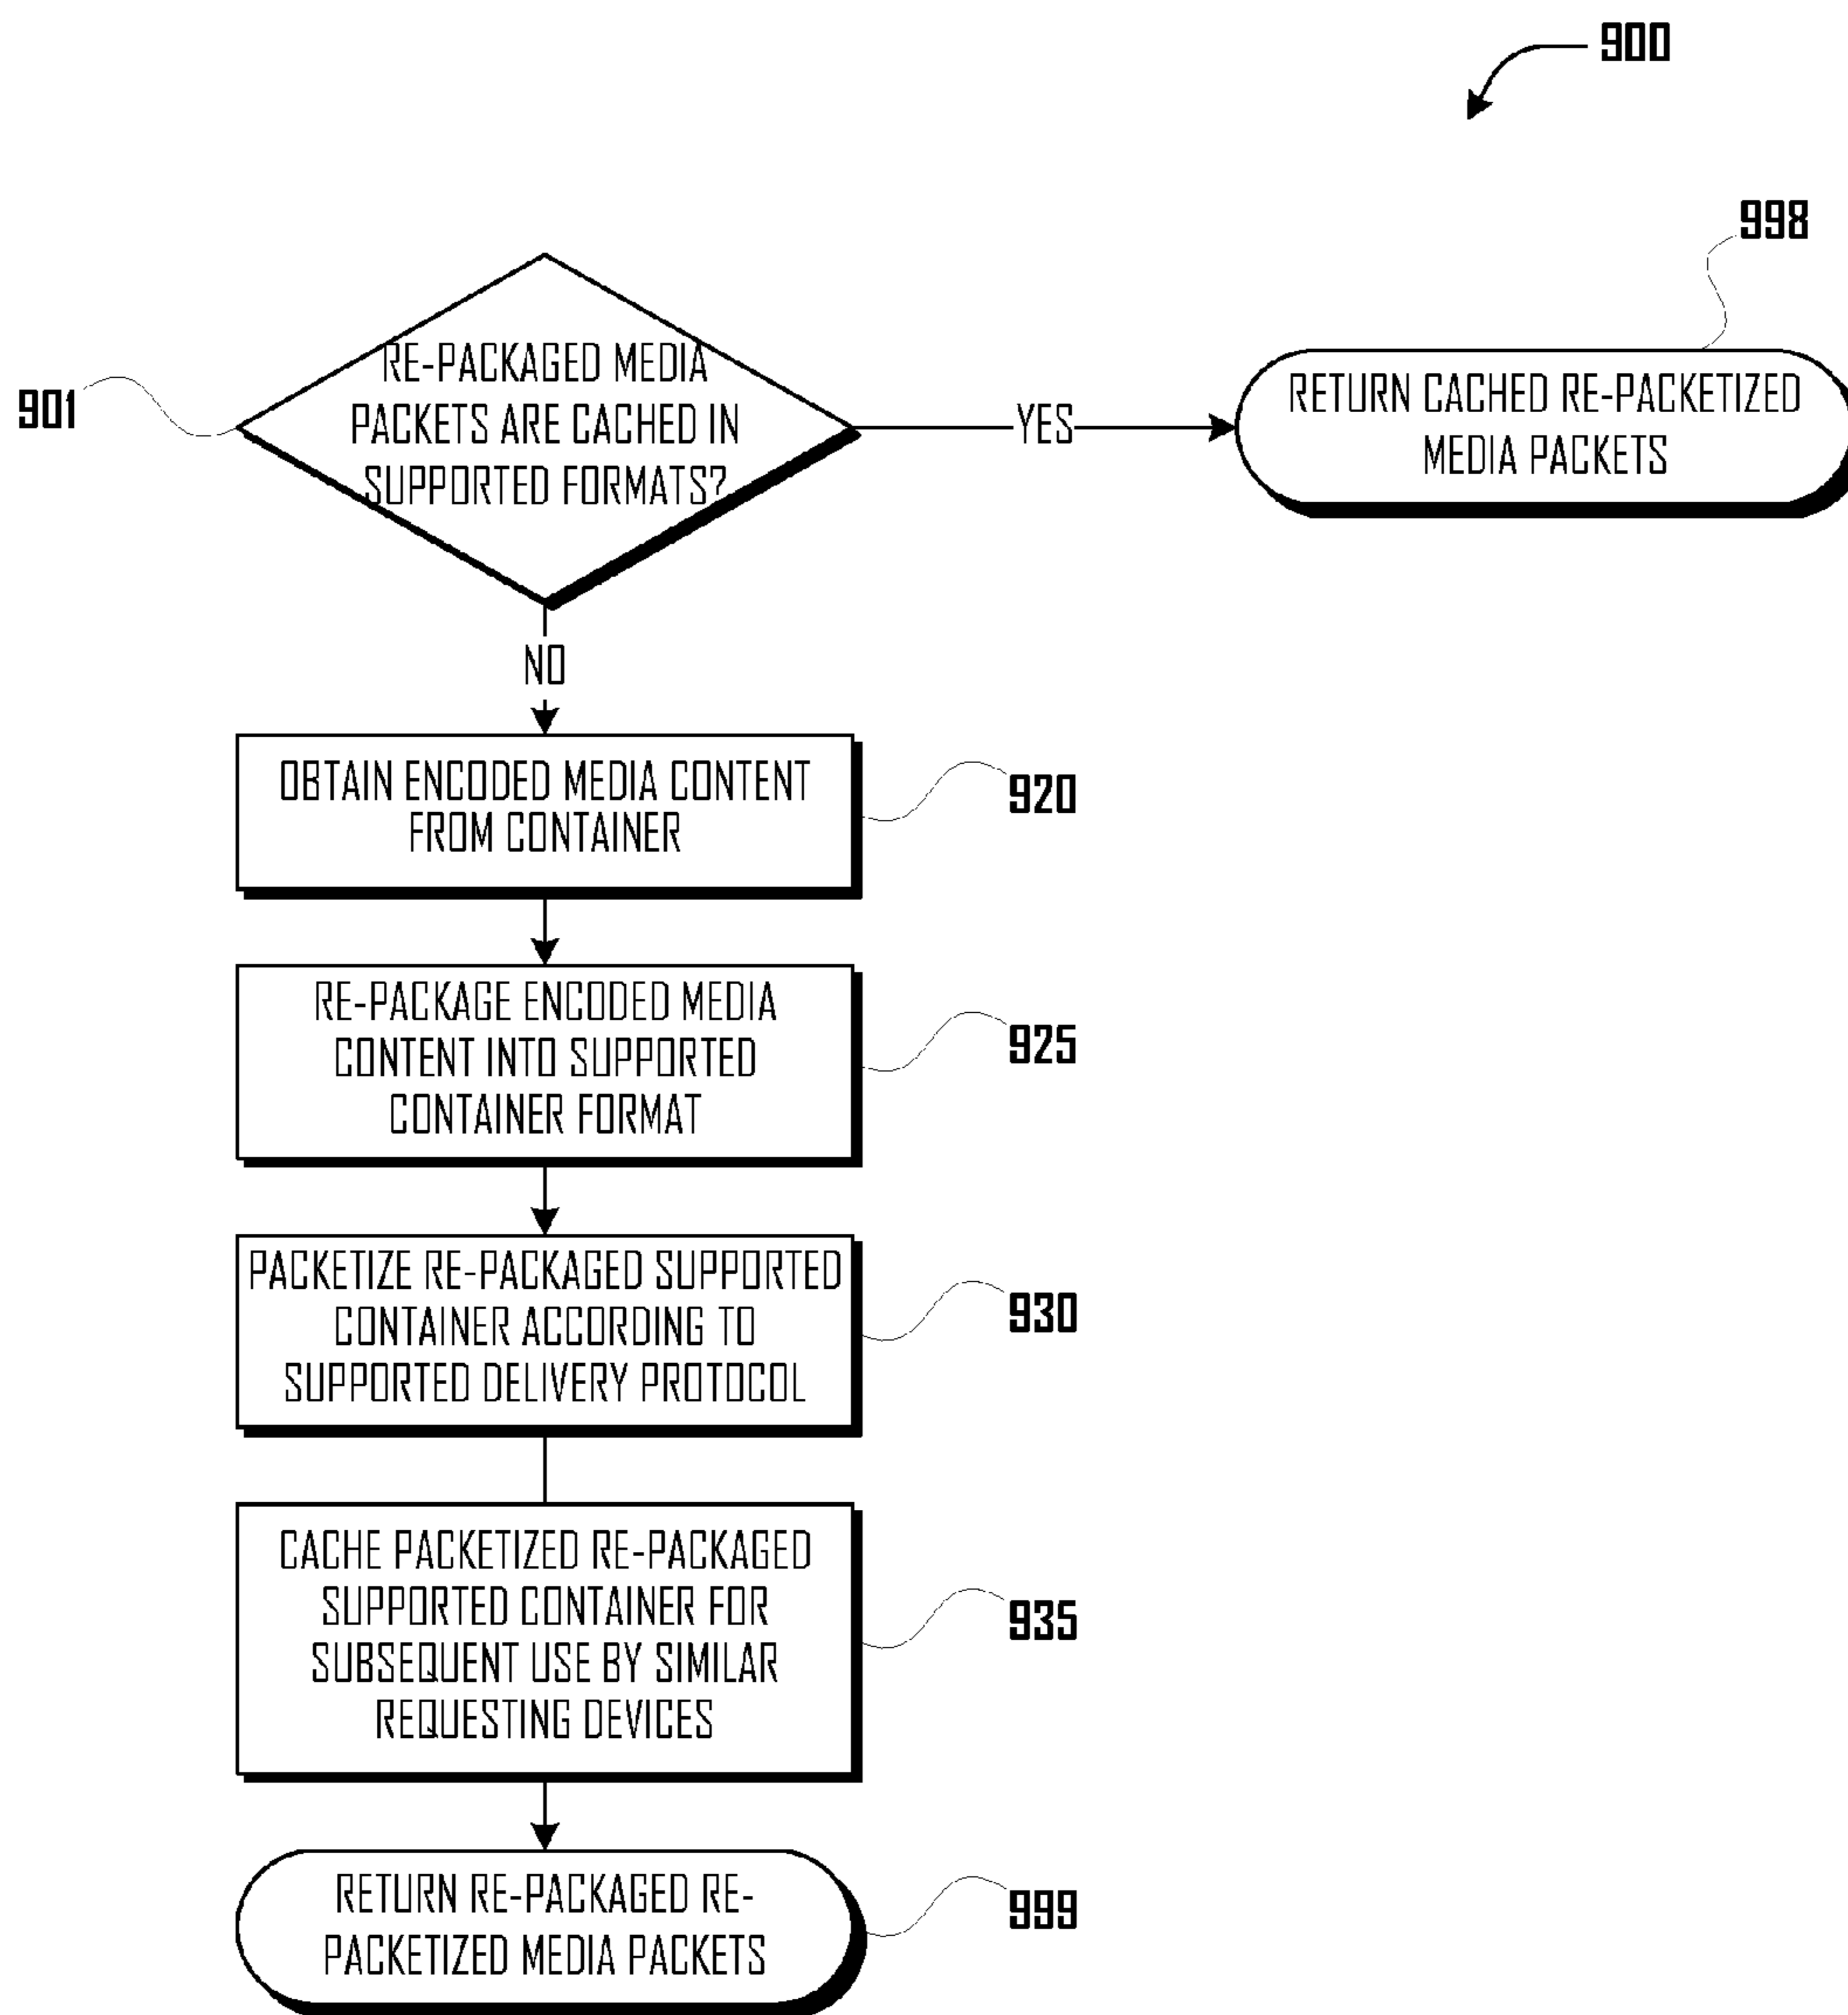 900
998
901
RE-PACKAGED MEDIA
PACKETS ARE CACHED IN
SUPPORTED FORMATS?
YES
RETURN CACHED RE-PACKETIZED
MEDIA PACKETS
NO
OBTAIN ENCODED MEDIA CONTENT
FROM CONTAINER
920
RE-PACKAGE ENCODED MEDIA
CONTENT INTO SUPPORTED
CONTAINER FORMAT
925
PACKETIZE RE-PACKAGED SUPPORTED
CONTAINER ACCORDING TO
SUPPORTED DELIVERY PROTOCOL
930
CACHE PACKETIZED RE-PACKAGED
SUPPORTED CONTAINER FOR
SUBSEQUENT USE BY SIMILAR
REQUESTING DEVICES
935
RETURN RE-PACKAGED RE-
PACKETIZED MEDIA PACKETS
999